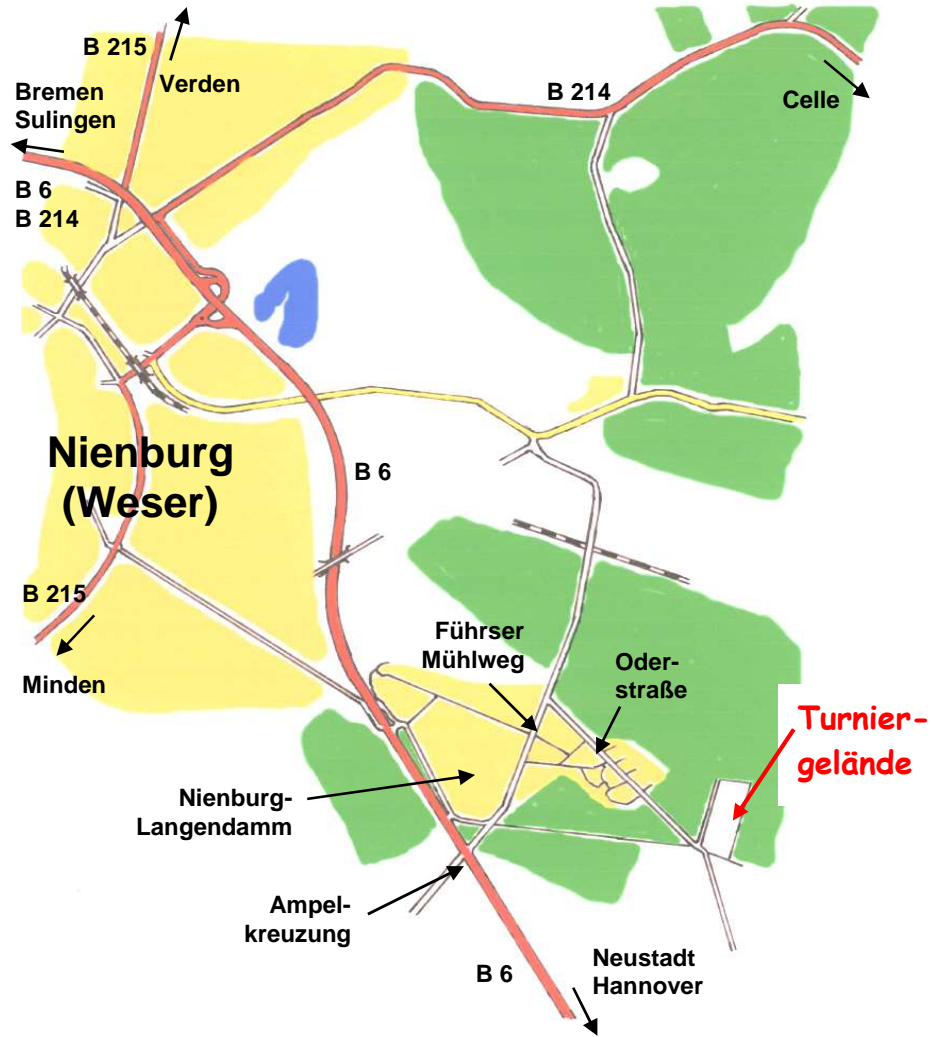 B 215
Verden
Bremen
Sulingen
B 214
Celle
B 6
B 214
Nienburg
(Weser)
B 6
B 215
Minden
Führser
Mühlweg
Oder-
straße
Turnier-
gelände
Nienburg-
Langendamm
Ampel-
kreuzung
B 6
Neustadt
Hannover